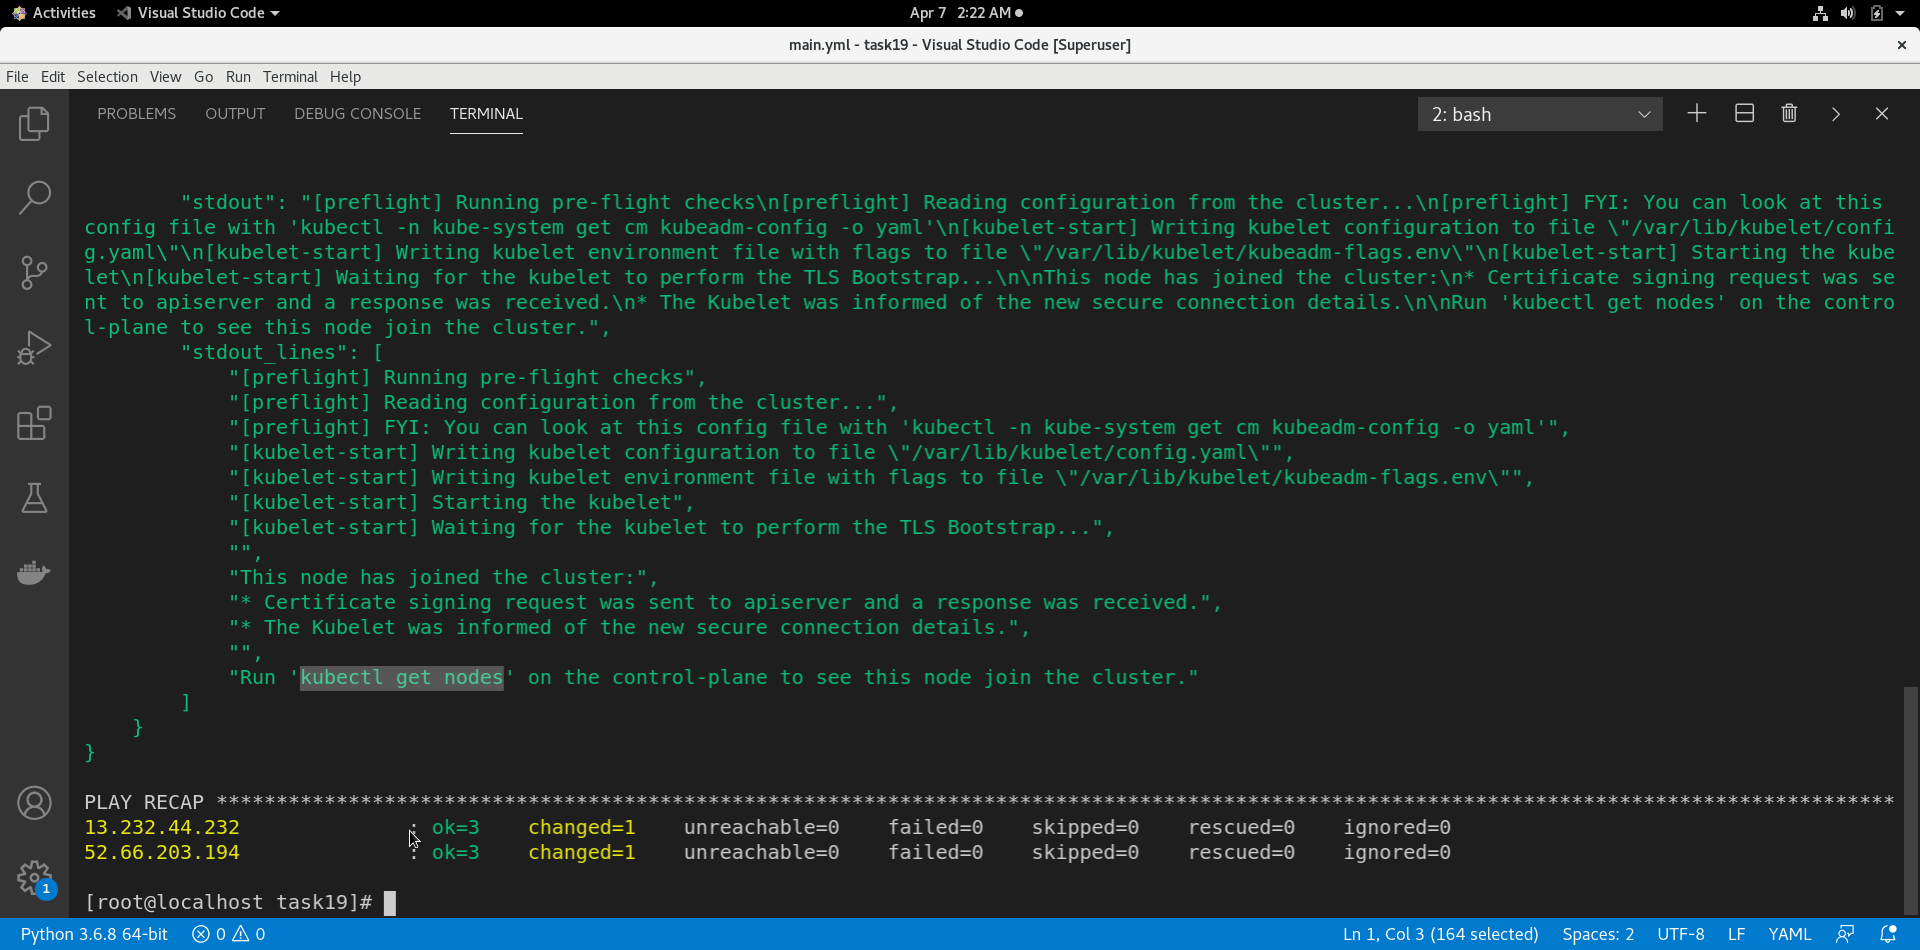 Activities Visual Studio Code Apr 7 2:22 AM
main.yml - task19 - Visual Studio Code [Superuser]
File Edit Selection View Go Run Terminal Help
PROBLEMS OUTPUT DEBUG CONSOLE TERMINAL 2: bash
"stdout": "[preflight] Running pre-flight checks\n[preflight] Reading configuration from the cluster...\n[preflight] FYI: You can look at this
config file with 'kubectl -n kube-system get cm kubeadm-config -o yaml'\n[kubelet-start] Writing kubelet configuration to file \"/var/lib/kubelet/confi
g.yaml\"\n[kubelet-start] Writing kubelet environment file with flags to file \"/var/lib/kubelet/kubeadm-flags.env\"\n[kubelet-start] Starting the kube
let\n[kubelet-start] Waiting for the kubelet to perform the TLS Bootstrap...\n\nThis node has joined the cluster:\n* Certificate signing request was se
nt to apiserver and a response was received.\n* The Kubelet was informed of the new secure connection details.\n\nRun 'kubectl get nodes' on the contro
l-plane to see this node join the cluster.",
"stdout_lines": [
"[preflight] Running pre-flight checks",
"[preflight] Reading configuration from the cluster...",
"[preflight] FYI: You can look at this config file with 'kubectl -n kube-system get cm kubeadm-config -o yaml'",
"[kubelet-start] Writing kubelet configuration to file \"/var/lib/kubelet/config.yaml\"",
"[kubelet-start] Writing kubelet environment file with flags to file \"/var/lib/kubelet/kubeadm-flags.env\"",
"[kubelet-start] Starting the kubelet",
"[kubelet-start] Waiting for the kubelet to perform the TLS Bootstrap...",
"",
"This node has joined the cluster:",
"* Certificate signing request was sent to apiserver and a response was received.",
"* The Kubelet was informed of the new secure connection details.",
"",
"Run 'kubectl get nodes' on the control-plane to see this node join the cluster."
]
}
}
PLAY RECAP ********************************************************************************************************************************************
13.232.44.232 : ok=3 changed=1 unreachable=0 failed=0 skipped=0 rescued=0 ignored=0
52.66.203.194 : ok=3 changed=1 unreachable=0 failed=0 skipped=0 rescued=0 ignored=0
1
[root@localhost task19]#
Python 3.6.8 64-bit 0 0 Ln 1, Col 3 (164 selected) Spaces: 2 UTF-8 LF YAML